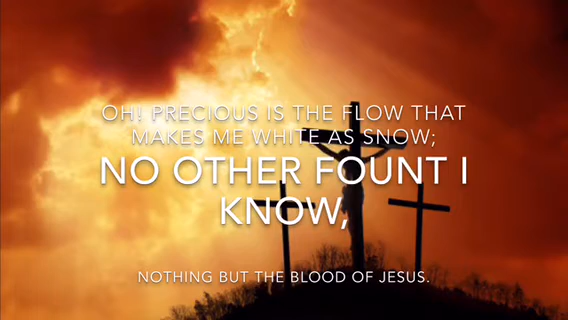 OH! PRECIOUS IS THE FLOW THAT
MAKES ME WHITE AS SNOW;
NO OTHER FOUNT I
KNOW,
NOTHING BUT THE BLOOD OF JESUS.